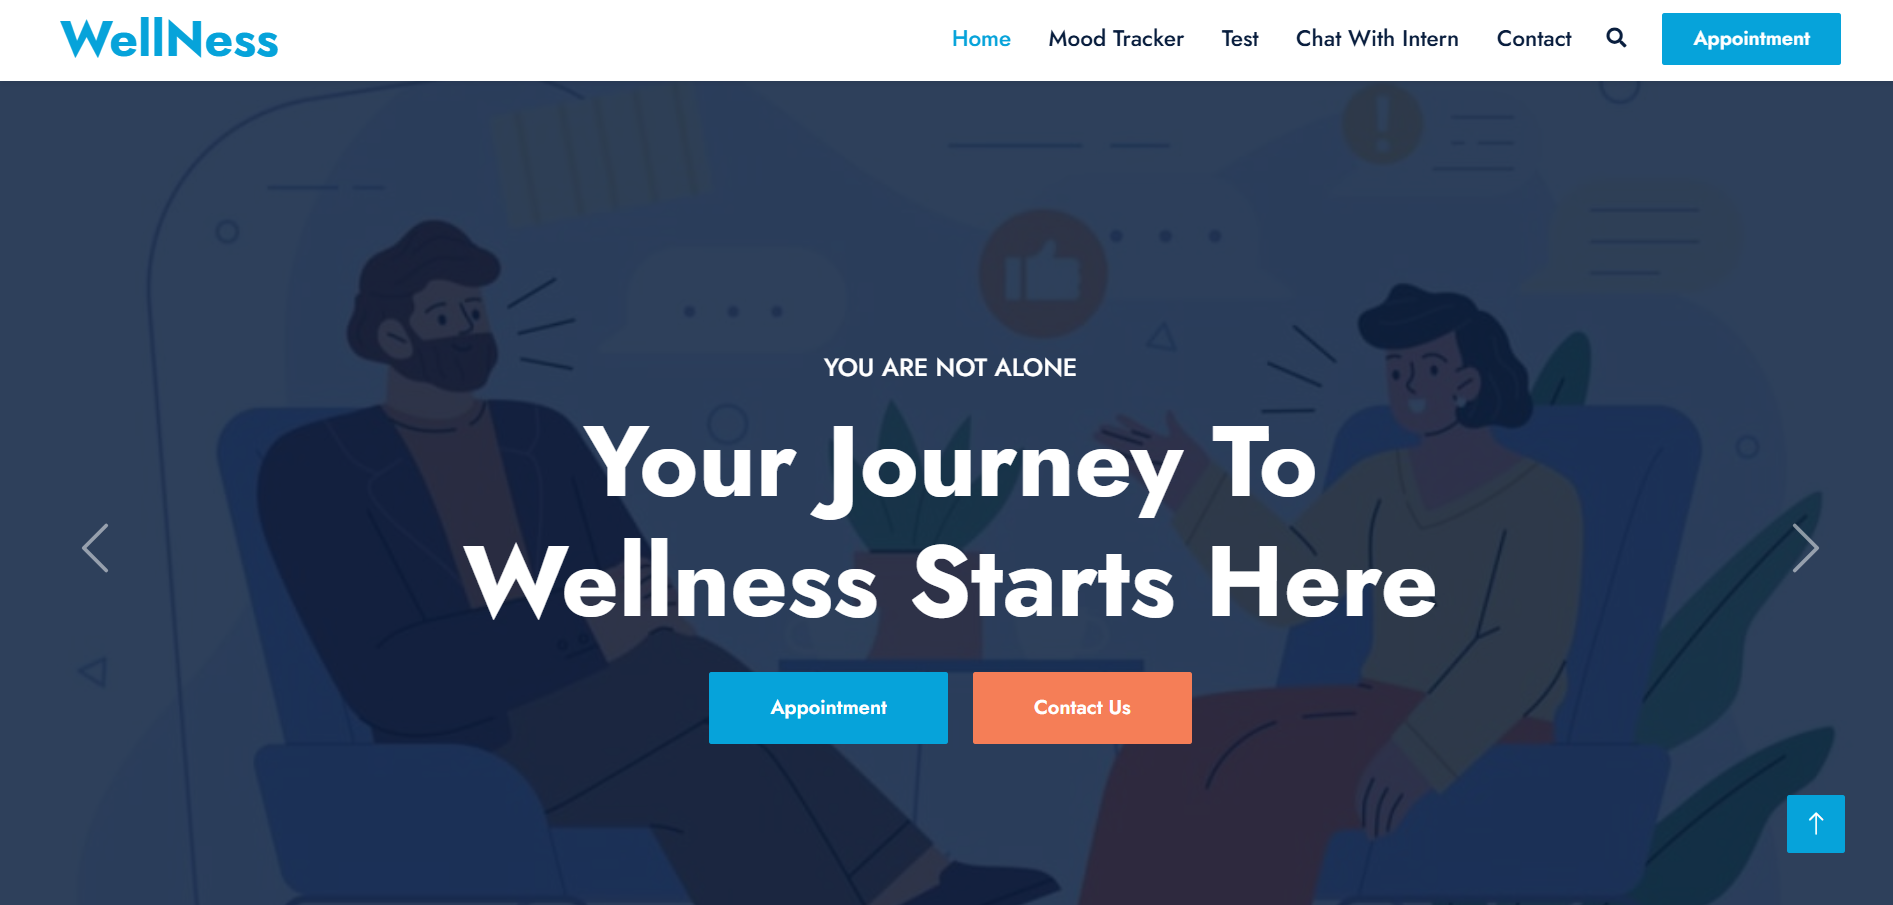 WellNess
Home Mood Tracker Test Chat With Intern Contact Appointment
YOU ARE NOT ALONE
Your Journey To
Wellness Starts Here
Appointment Contact Us